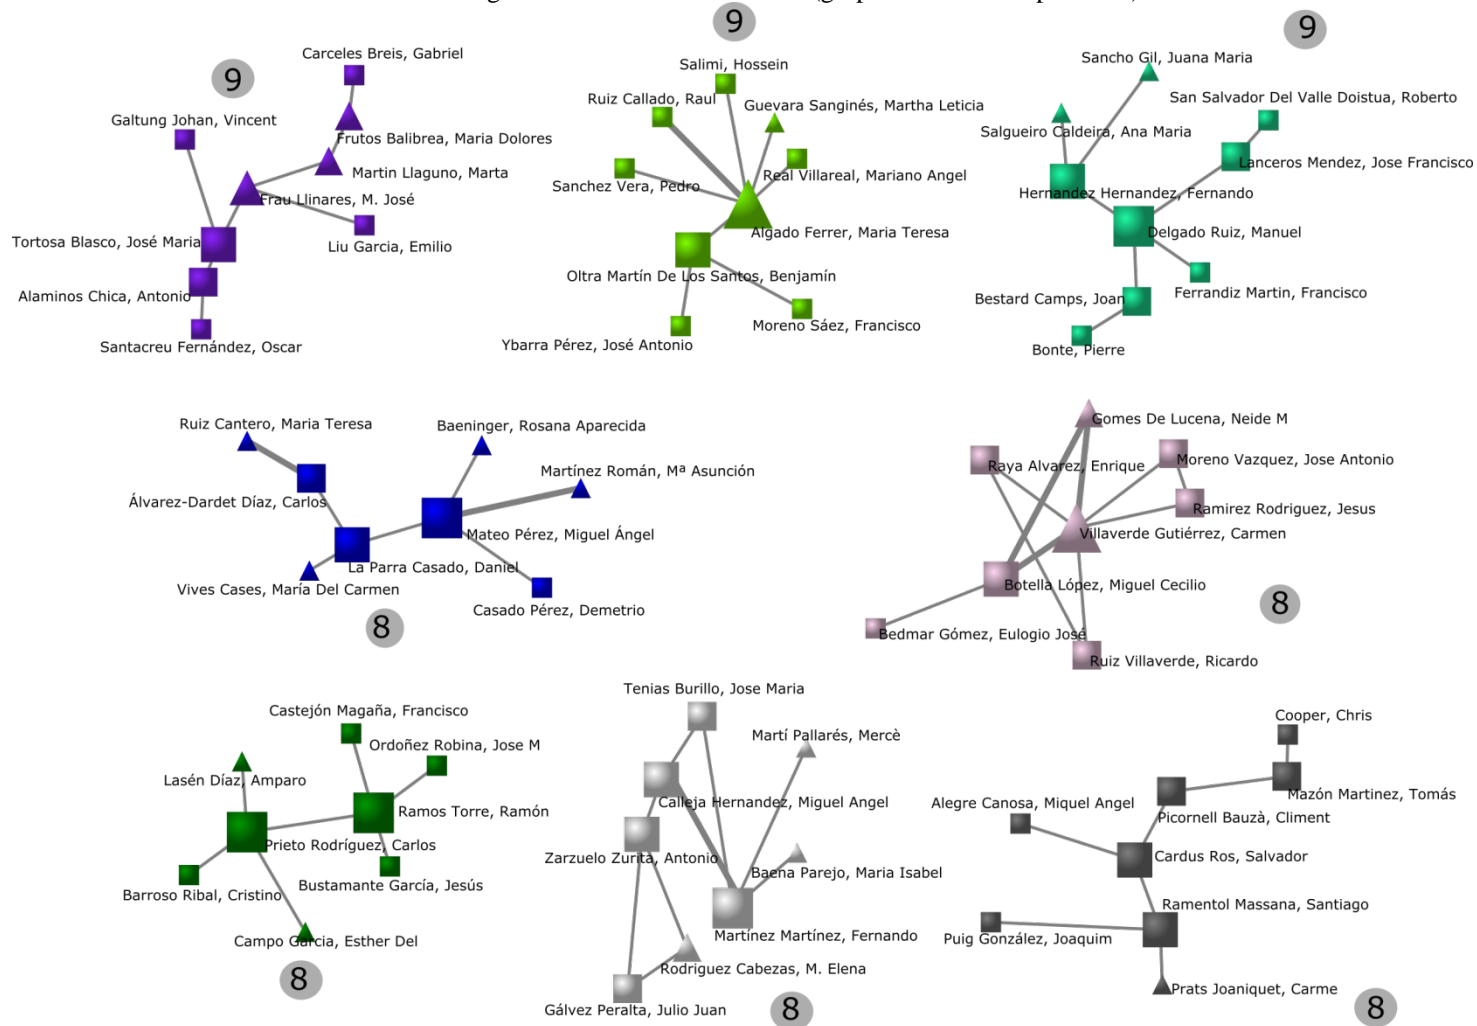 9
Carceles Breis, Gabriel
Galtung Johan, Vincent
Frutos Balibrea, Maria Dolores
Martin Llaguno, Marta
Frau Llinares, M. José
Tortosa Blasco, José Maria
Liu Garcia, Emilio
Alaminos Chica, Antonio
Santacreu Fernández, Oscar
9
Salimi, Hossein
Ruiz Callado, Raul
Guevara Sanginés, Martha Leticia
Real Villareal, Mariano Angel
Sanchez Vera, Pedro
Algado Ferrer, Maria Teresa
Oltra Martín De Los Santos, Benjamín
Moreno Sáez, Francisco
Ybarra Pérez, José Antonio
9
Sancho Gil, Juana Maria
San Salvador Del Valle Doistua, Roberto
Salgueiro Caldeira, Ana Maria
Lanceros Mendez, Jose Francisco
Hernandez Hernandez, Fernando
Delgado Ruiz, Manuel
Ferrandiz Martin, Francisco
Bestard Camps, Joan
Bonte, Pierre
Ruiz Cantero, Maria Teresa
Baeninger, Rosana Aparecida
Martínez Román, Mª Asunción
Álvarez-Dardet Díaz, Carlos
Mateo Pérez, Miguel Ángel
La Parra Casado, Daniel
Vives Cases, María Del Carmen
Casado Pérez, Demetrio
8
Gomes De Lucena, Neide M
Raya Alvarez, Enrique
Moreno Vazquez, Jose Antonio
Ramirez Rodriguez, Jesus
Villaverde Gutiérrez, Carmen
Botella López, Miguel Cecilio
8
Bedmar Gómez, Eulogio José
Ruiz Villaverde, Ricardo
Castejón Magaña, Francisco
Ordoñez Robina, Jose M
Lasén Díaz, Amparo
Ramos Torre, Ramón
Prieto Rodríguez, Carlos
Barroso Ribal, Cristino
Bustamante García, Jesús
Campo Garcia, Esther Del
8
Tenias Burillo, Jose Maria
Martí Pallarés, Mercè
Calleja Hernandez, Miguel Angel
Zarzuelo Zurita, Antonio
Baena Parejo, Maria Isabel
Martínez Martínez, Fernando
Rodriguez Cabezas, M. Elena
Gálvez Peralta, Julio Juan
8
Cooper, Chris
Mazón Martinez, Tomás
Alegre Canosa, Miquel Angel
Picornell Bauzà, Climent
Cardus Ros, Salvador
Ramentol Massana, Santiago
Puig González, Joaquim
Prats Joaniquet, Carme
8